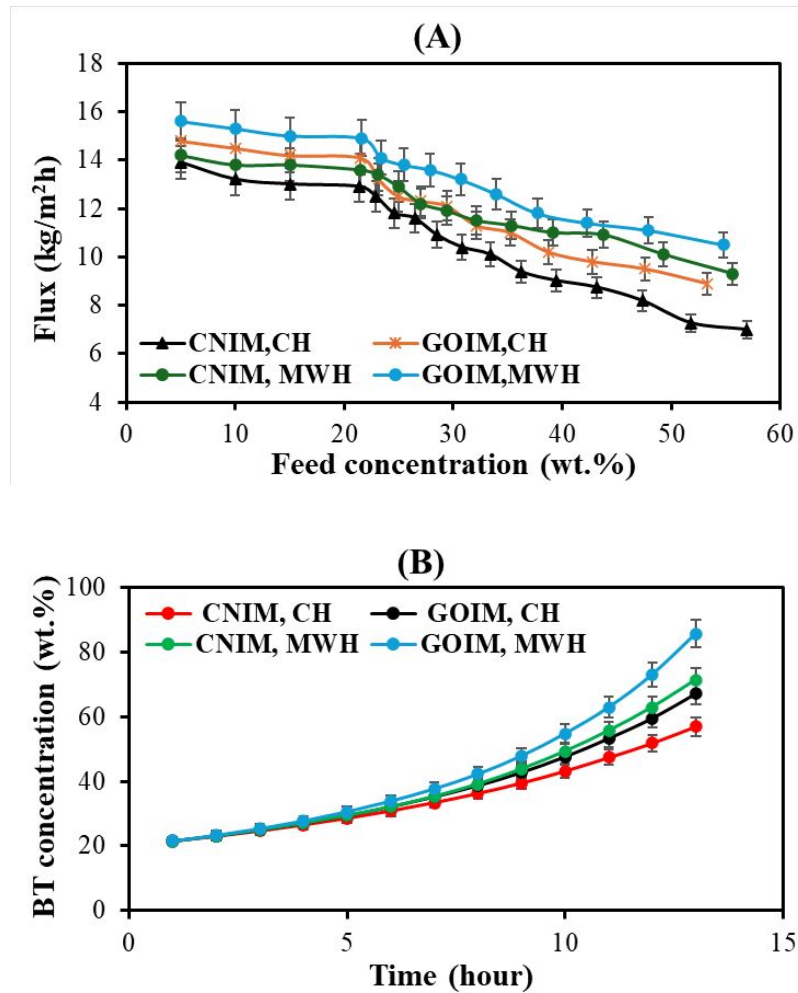 (A)
18
16
14
12
10
8
6
4
Flux (kg/m²h)
CNIM,CH
GOIM,CH
CNIM, MWH
GOIM,MWH
0 10 20 30 40 50 60
Feed concentration (wt.%)
(B)
100
80
60
40
20
0
BT concentration (wt.%)
CNIM, CH
GOIM, CH
CNIM, MWH
GOIM, MWH
0 5 10 15
Time (hour)